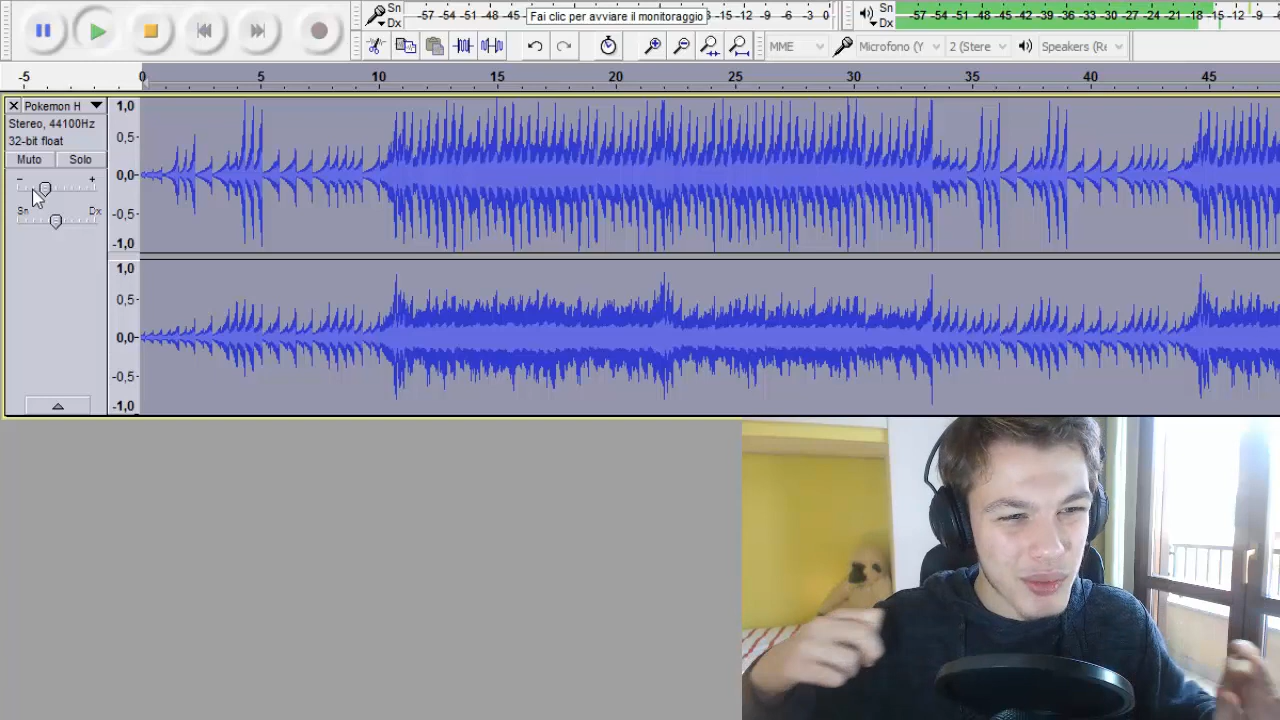 Sn
Dx
-57 -54 -51 -48 -45
Fai clic per avviare il monitoraggio
-15 -12 -9 -6 -3 0
Sn
Dx
-57 -54 -51 -48 -45 -42 -39 -36 -33 -30 -27 -24 -21 -18 -15 -12 -9 -6 -3 0
MME
Microfono (Y
2 (Stere
Speakers (Re
-5 0 5 10 15 20 25 30 35 40 45
Pokemon H
Stereo, 44100Hz
32-bit float
Muto
Solo
- +
Sn Dx
1,0
0,5-
0,0-
-0,5-
-1,0
1,0
0,5-
0,0-
-0,5-
-1,0